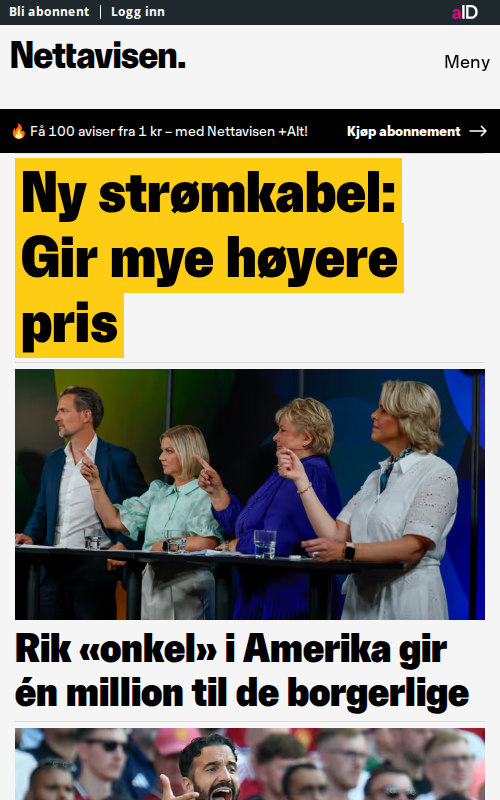 Bli abonnent | Logg inn
aID
Nettavisen.
Meny
🔥 Få 100 aviser fra 1 kr – med Nettavisen +Alt!
Kjøp abonnement →
Ny strømkabel:
Gir mye høyere
pris
Rik «onkel» i Amerika gir
én million til de borgerlige